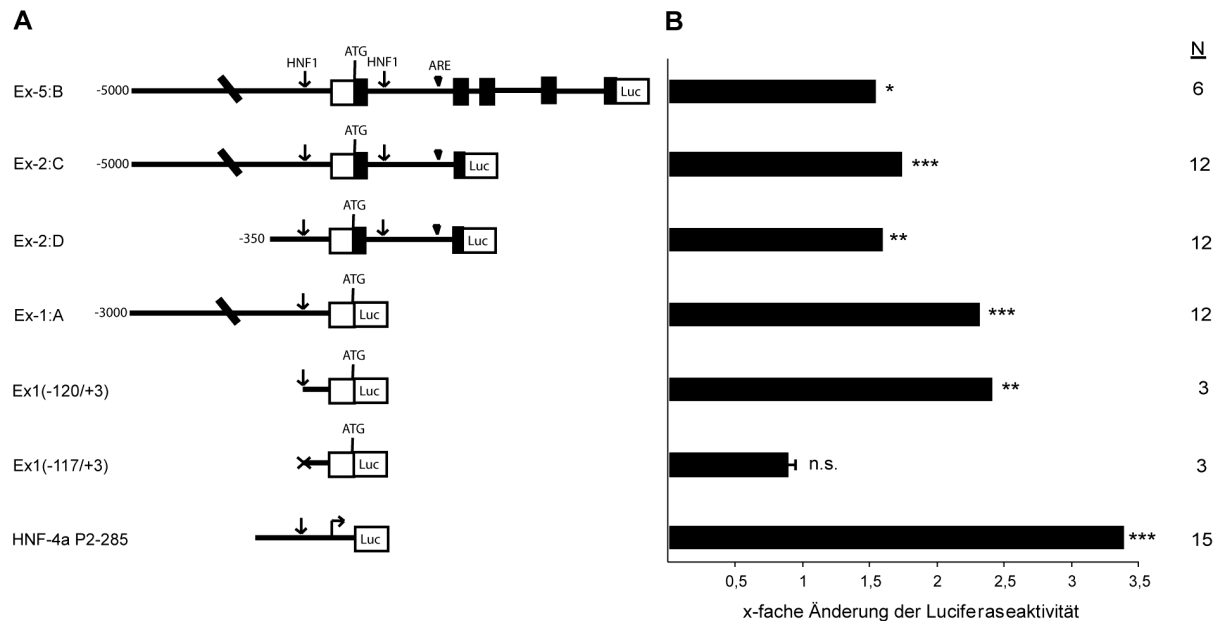 A
B
N
Ex-5:B
-5000
HNF1
ATG
HNF1
ARE
Luc
*
6
Ex-2:C
-5000
ATG
Luc
***
12
Ex-2:D
-350
ATG
Luc
**
12
Ex-1:A
-3000
ATG
Luc
***
12
Ex1(-120/+3)
ATG
Luc
**
3
Ex1(-117/+3)
ATG
Luc
n.s.
3
HNF-4a P2-285
Luc
***
15
0,5 1 1,5 2 2,5 3 3,5
x-fache Änderung der Luciferaseaktivität